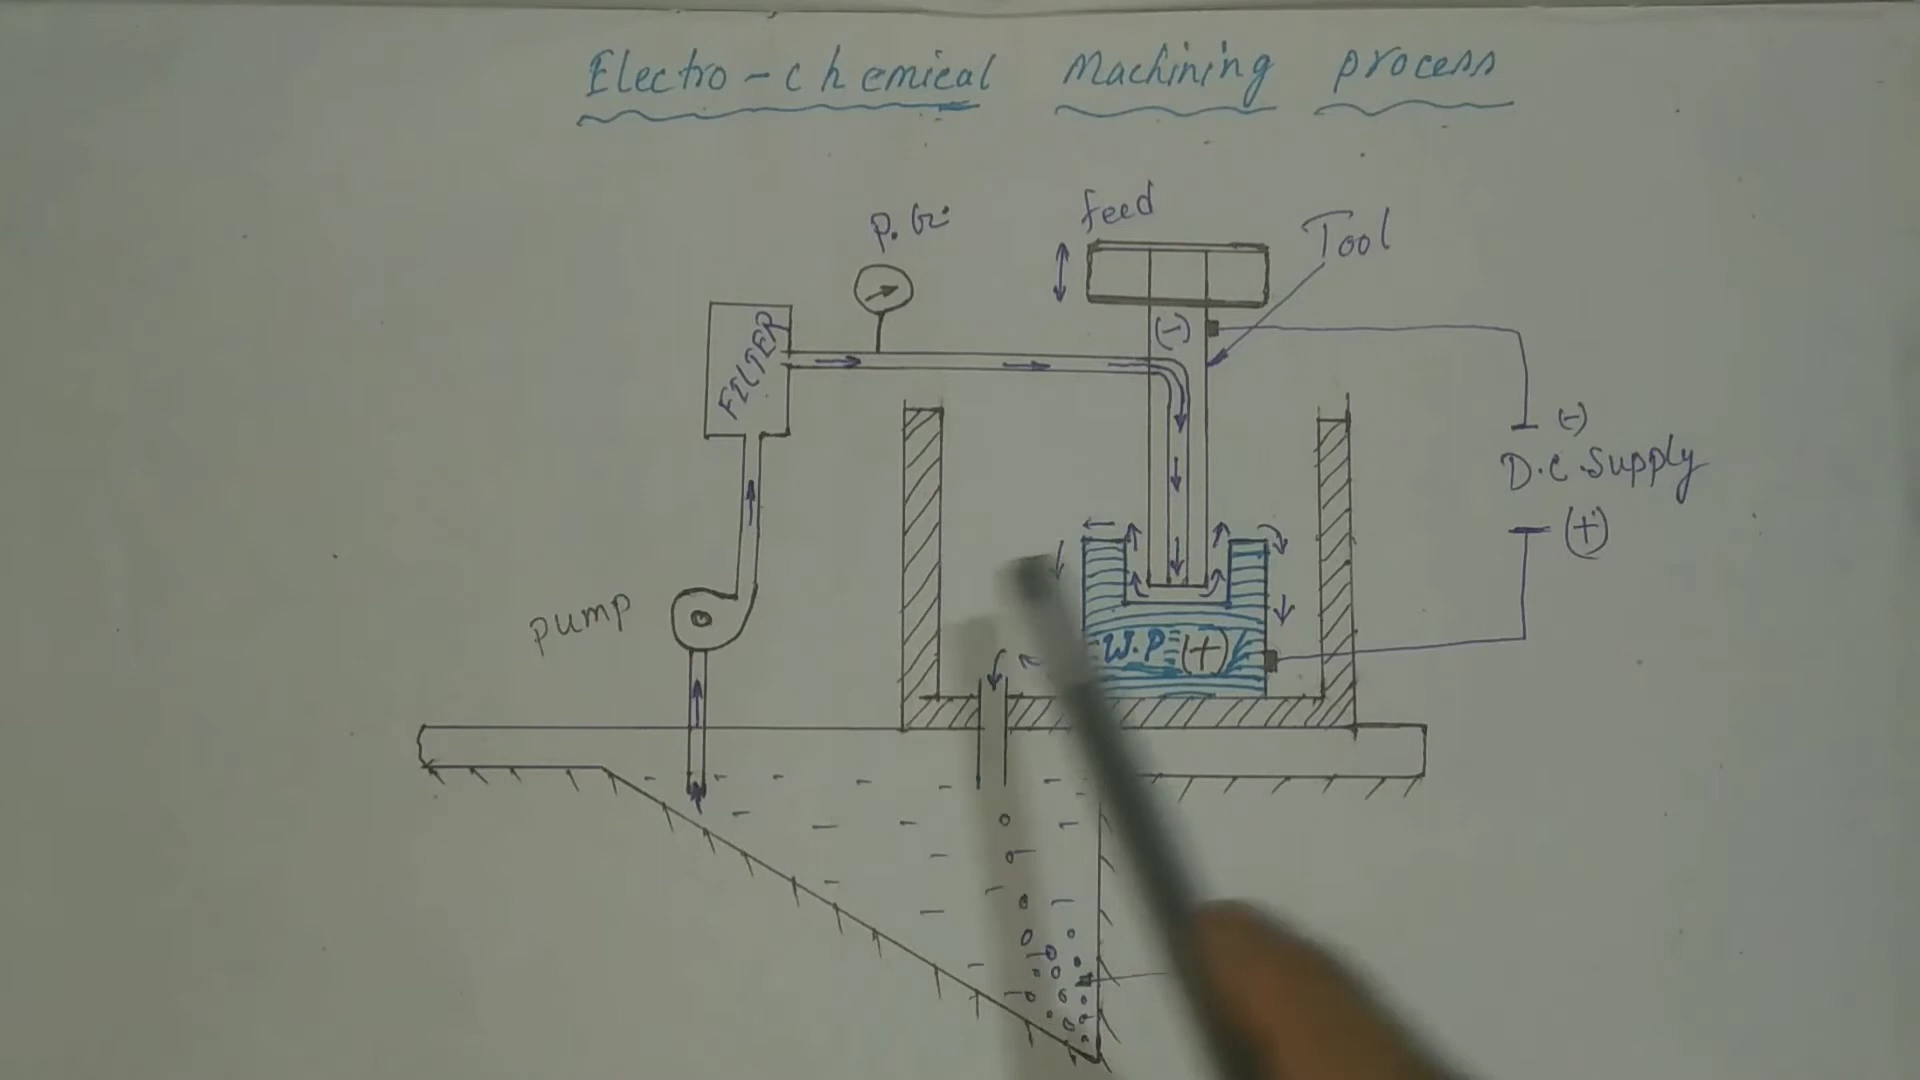 Electro-chemical Machining process
feed
P.G.
Tool
(-)
FILTER
(-)
D.C. Supply
(+)
pump
W.P (+)